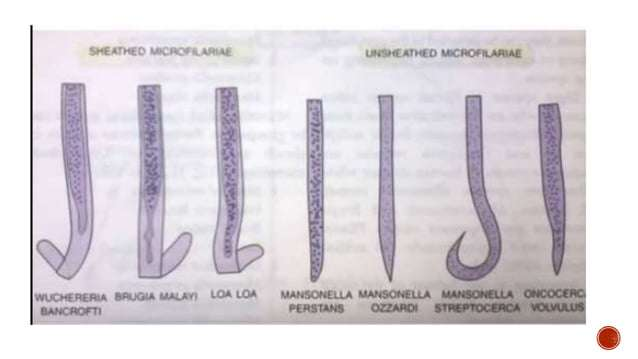 SHEATHED MICROFILARIAE
UNSHEATHED MICROFILARIAE
WUCHERERIA
BANCROFTI
BRUGIA MALAYI
LOA LOA
MANSONELLA
PERSTANS
MANSONELLA
OZZARDI
MANSONELLA
STREPTOCERCA
ONCOCERC
VOLVULUS